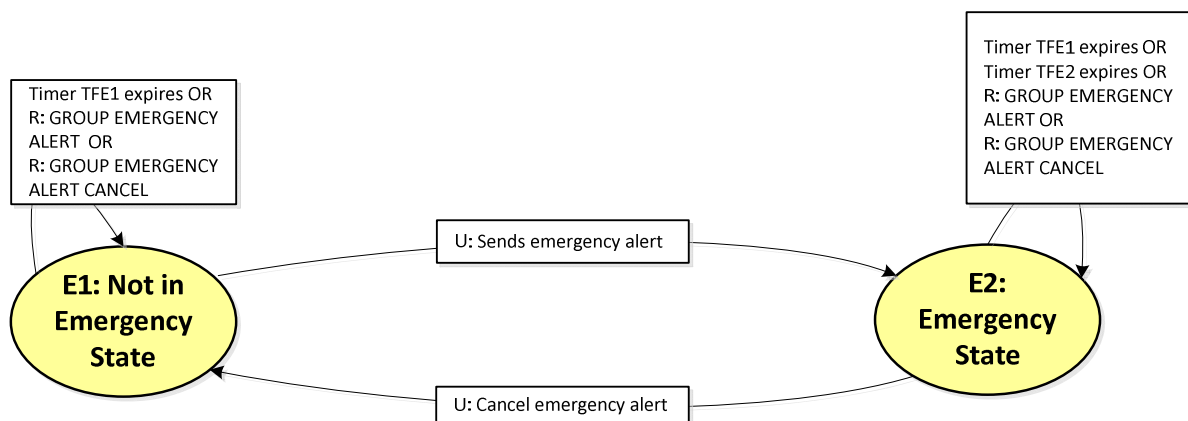 Timer TFE1 expires OR
Timer TFE2 expires OR
R: GROUP EMERGENCY
ALERT OR
R: GROUP EMERGENCY
ALERT CANCEL
Timer TFE1 expires OR
R: GROUP EMERGENCY
ALERT OR
R: GROUP EMERGENCY
ALERT CANCEL
U: Sends emergency alert
E1: Not in
Emergency
State
E2:
Emergency
State
U: Cancel emergency alert